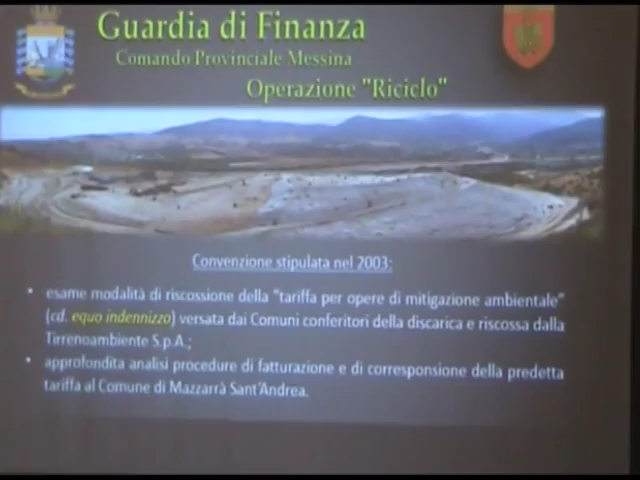 Guardia di Finanza
Comando Provinciale Messina
Operazione "Riciclo"
Convenzione stipulata nel 2003:
• esame modalità di riscossione della "tariffa per opere di mitigazione ambientale"
(cd. equo indennizzo) versata dai Comuni conferitori della discarica e riscossa dalla
Tirrenoambiente S.p.A.;
• approfondita analisi procedure di fatturazione e di corresponsione della predetta
tariffa al Comune di Mazzarrà Sant'Andrea.